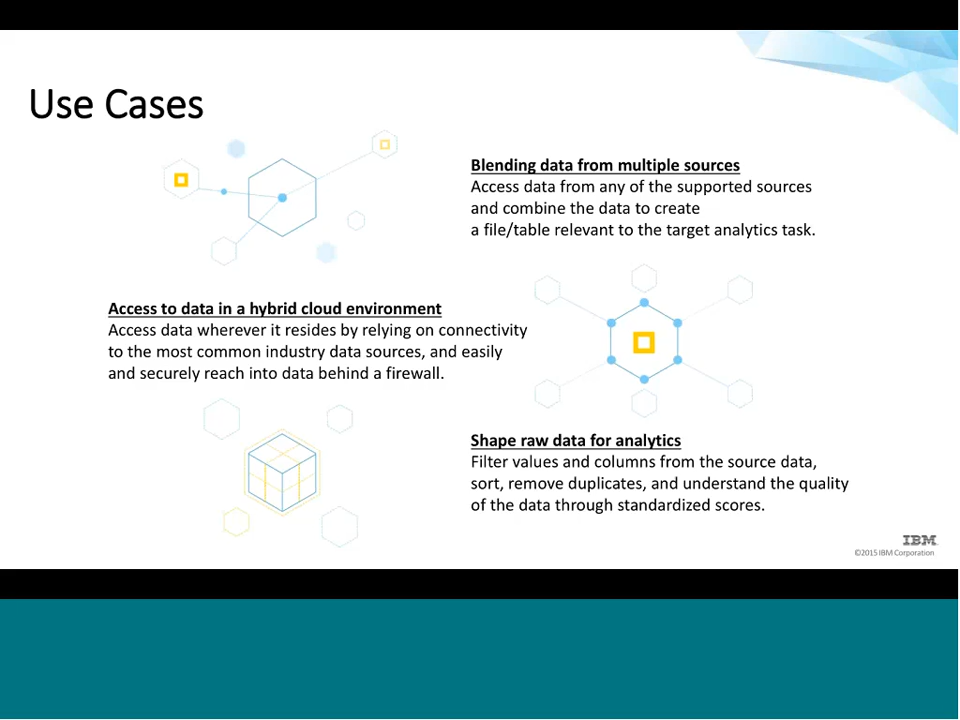 Use Cases
Blending data from multiple sources
Access data from any of the supported sources
and combine the data to create
a file/table relevant to the target analytics task.
Access to data in a hybrid cloud environment
Access data wherever it resides by relying on connectivity
to the most common industry data sources, and easily
and securely reach into data behind a firewall.
Shape raw data for analytics
Filter values and columns from the source data,
sort, remove duplicates, and understand the quality
of the data through standardized scores.
IBM
©2015 IBM Corporation